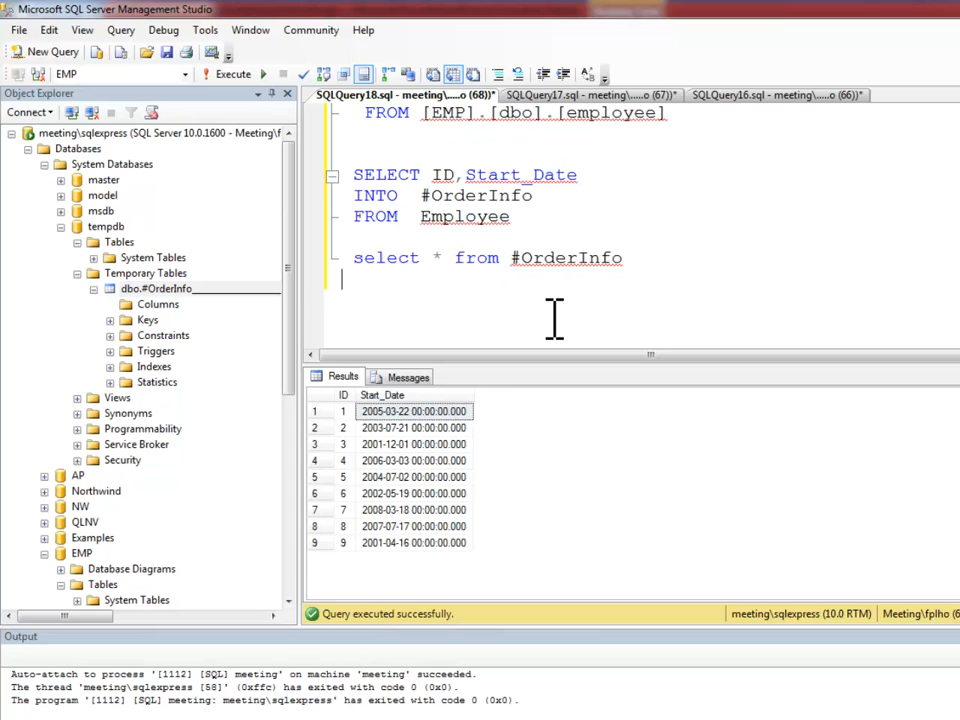 Microsoft SQL Server Management Studio
File Edit View Query Debug Tools Window Community Help
New Query
EMP Execute
Object Explorer
Connect
meeting\sqlexpress (SQL Server 10.0.1600 - Meeting\f
Databases
System Databases
master
model
msdb
tempdb
Tables
System Tables
Temporary Tables
dbo.#OrderInfo
Columns
Keys
Constraints
Triggers
Indexes
Statistics
Views
Synonyms
Programmability
Service Broker
Security
AP
Northwind
NW
QLNV
Examples
EMP
Database Diagrams
Tables
System Tables
SQLQuery18.sql - meeting\.....o (68))* SQLQuery17.sql - meeting\.....o (67))* SQLQuery16.sql - meeting\.....o (66))*
FROM [EMP].[dbo].[employee]
SELECT ID,Start_Date
INTO #OrderInfo
FROM Employee
select * from #OrderInfo
Results Messages
ID Start_Date
1 1 2005-03-22 00:00:00.000
2 2 2003-07-21 00:00:00.000
3 3 2001-12-01 00:00:00.000
4 4 2006-03-03 00:00:00.000
5 5 2004-07-02 00:00:00.000
6 6 2002-05-19 00:00:00.000
7 7 2008-03-18 00:00:00.000
8 8 2007-07-17 00:00:00.000
9 9 2001-04-16 00:00:00.000
Query executed successfully. meeting\sqlexpress (10.0 RTM) Meeting\fplho (6
Output
Auto-attach to process '[1112] [SQL] meeting' on machine 'meeting' succeeded.
The thread 'meeting\sqlexpress [58]' (0xffc) has exited with code 0 (0x0).
The program '[1112] [SQL] meeting: meeting\sqlexpress' has exited with code 0 (0x0).